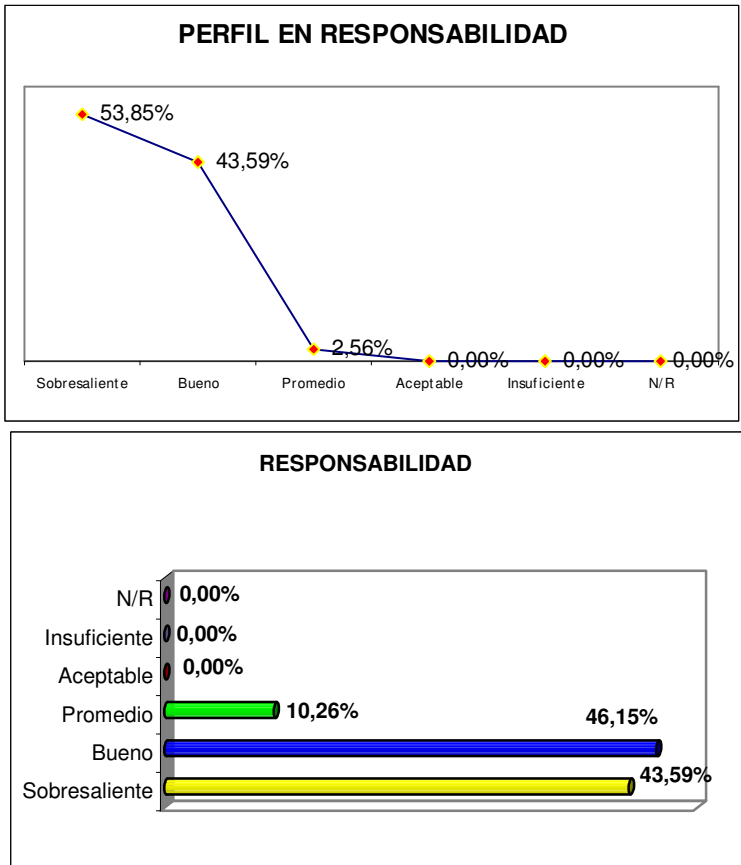 PERFIL EN RESPONSABILIDAD
53,85%
43,59%
2,56% 0,00% 0,00% 0,00%
Sobresaliente Bueno Promedio Aceptable Insuficiente N/R
RESPONSABILIDAD
N/R 0,00%
Insuficiente 0,00%
Aceptable 0,00%
Promedio 10,26%
Bueno 46,15%
Sobresaliente 43,59%